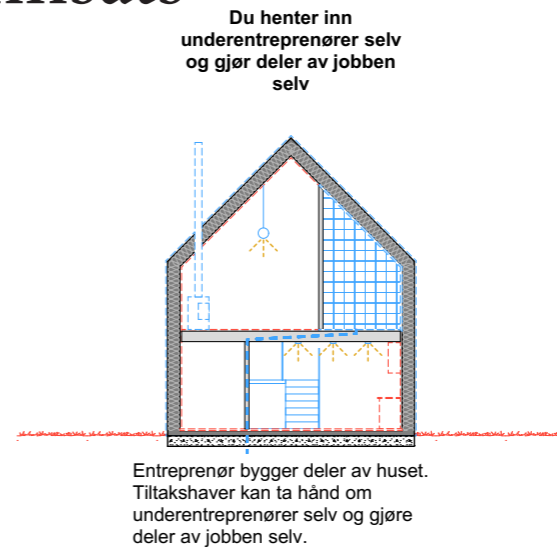 Du henter inn
underentreprenører selv
og gjør deler av jobben
selv
Entreprenør bygger deler av huset.
Tiltakshaver kan ta hånd om
underentreprenører selv og gjøre
deler av jobben selv.